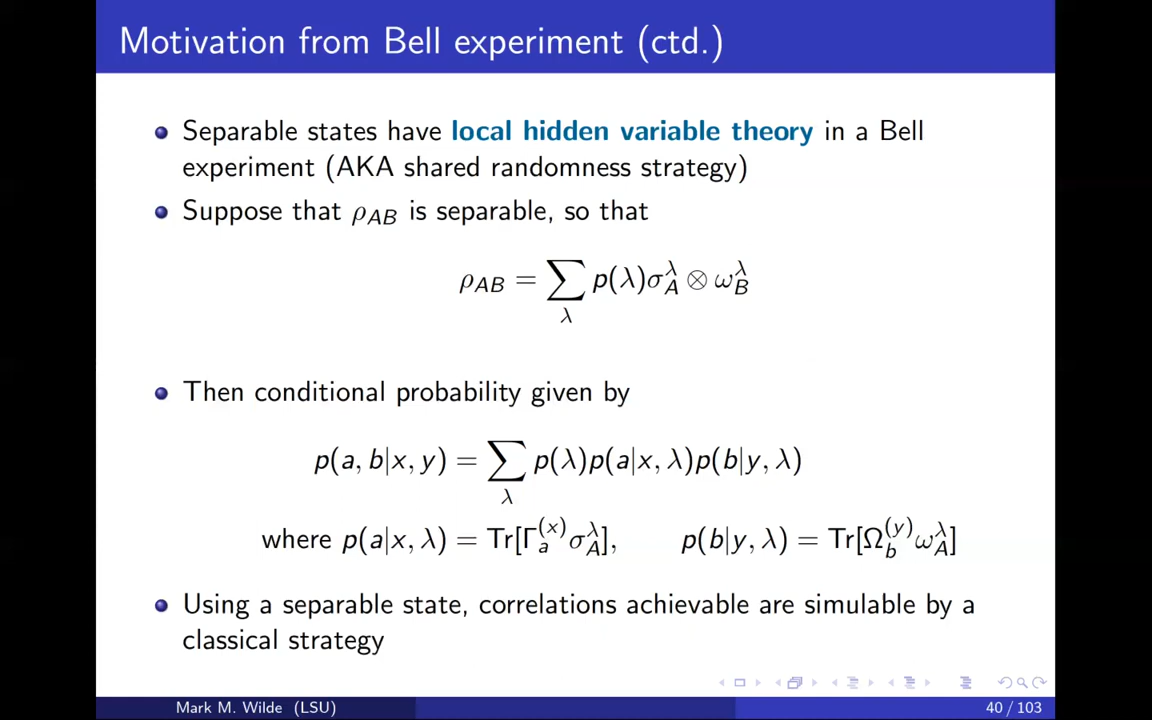 Motivation from Bell experiment (ctd.)
Separable states have local hidden variable theory in a Bell
experiment (AKA shared randomness strategy)
Suppose that ρ_AB is separable, so that
ρ_AB = ∑_λ p(λ)σ_A^λ ⊗ ω_B^λ
Then conditional probability given by
p(a, b|x, y) = ∑_λ p(λ)p(a|x, λ)p(b|y, λ)
where p(a|x, λ) = Tr[Γ_a^(x) σ_A^λ], p(b|y, λ) = Tr[Ω_b^(y) ω_A^λ]
Using a separable state, correlations achievable are simulable by a
classical strategy
Mark M. Wilde (LSU) 40 / 103